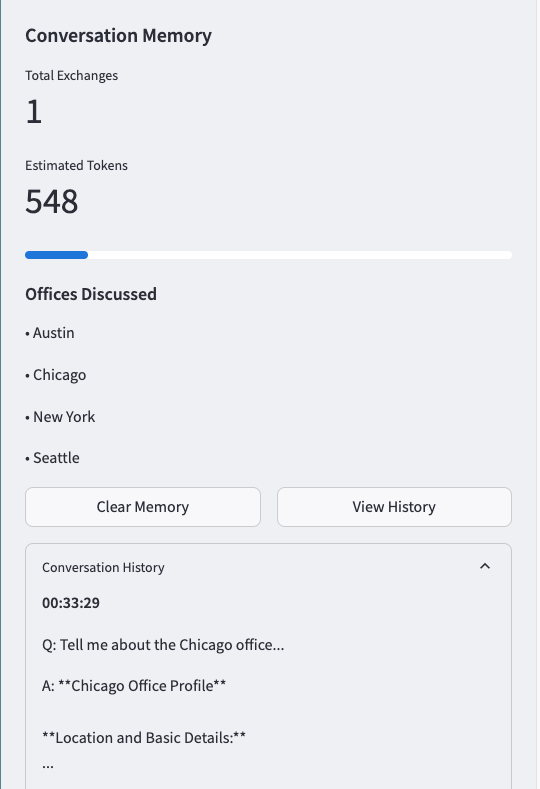 Conversation Memory
Total Exchanges
1
Estimated Tokens
548
Offices Discussed
• Austin
• Chicago
• New York
• Seattle
Clear Memory
View History
Conversation History
00:33:29
Q: Tell me about the Chicago office...
A: **Chicago Office Profile**
**Location and Basic Details:**
...